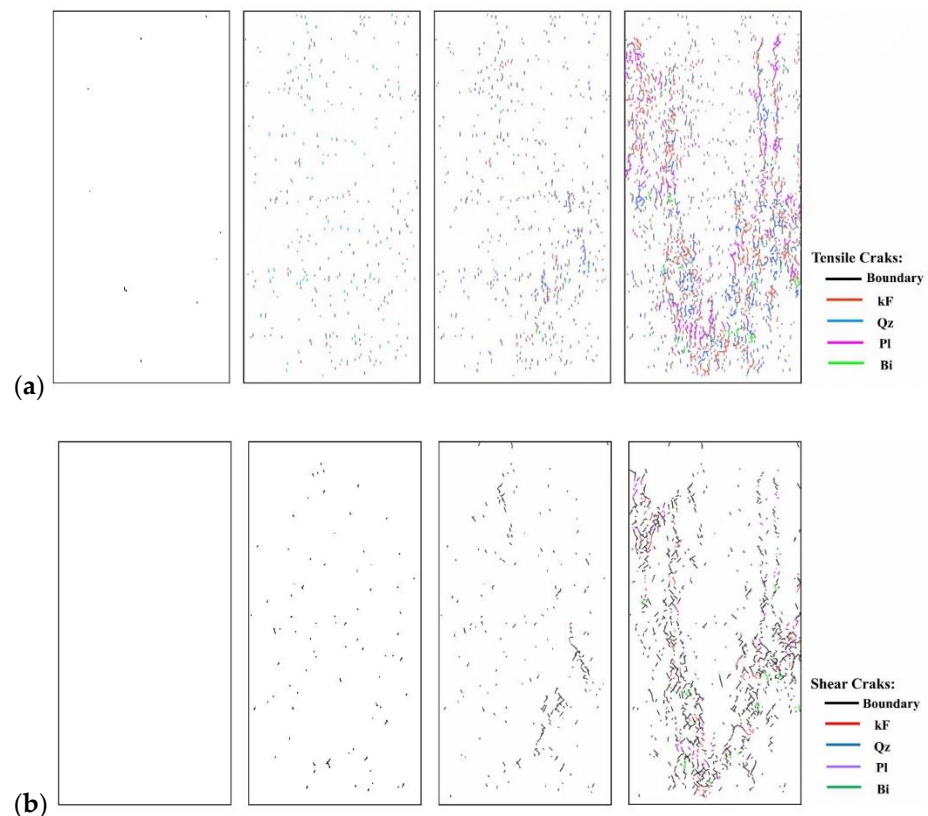 Tensile Craks:
Boundary
kF
Qz
Pl
Bi
(a)
Shear Craks:
Boundary
kF
Qz
Pl
Bi
(b)